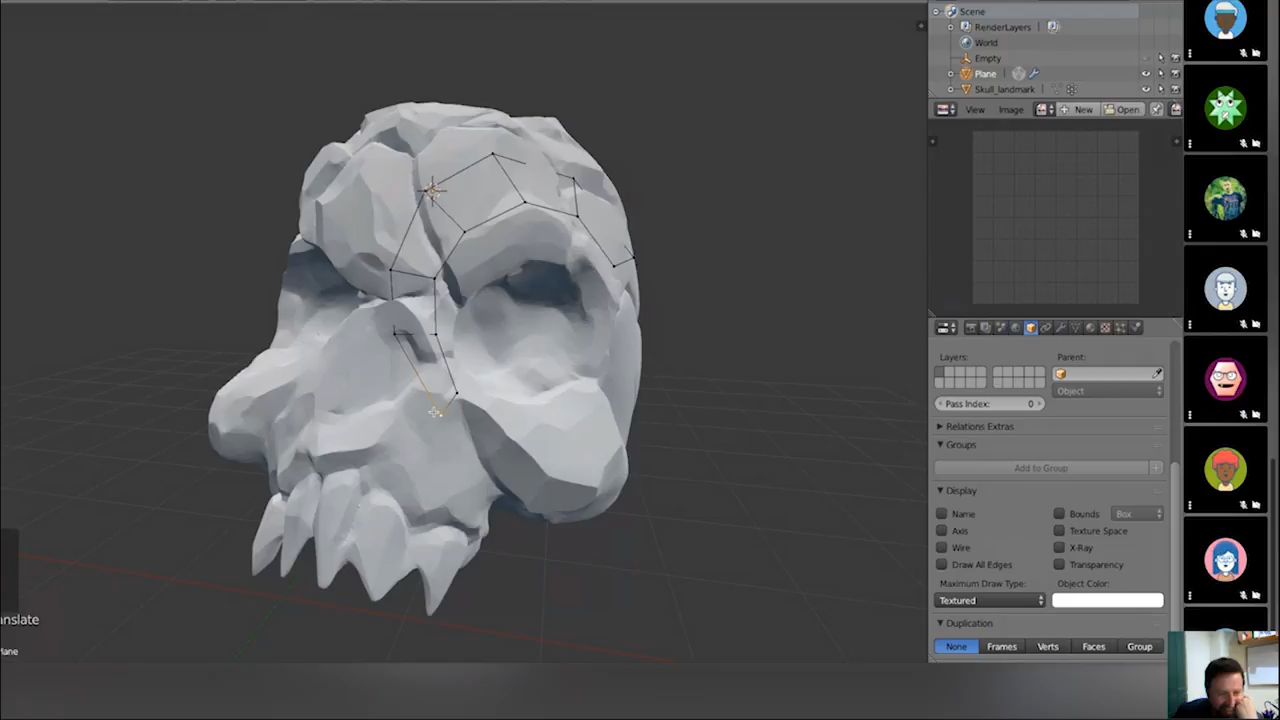 Scene
RenderLayers
World
Empty
Plane
Skull_landmark
View Image New Open
Layers: Parent:
Object
Pass Index: 0
Relations Extras
Groups
Add to Group
Display
Name Bounds Box
Axis Texture Space
Wire X-Ray
Draw All Edges Transparency
Maximum Draw Type: Object Color:
Textured
Duplication
None Frames Verts Faces Group
anslate
lane